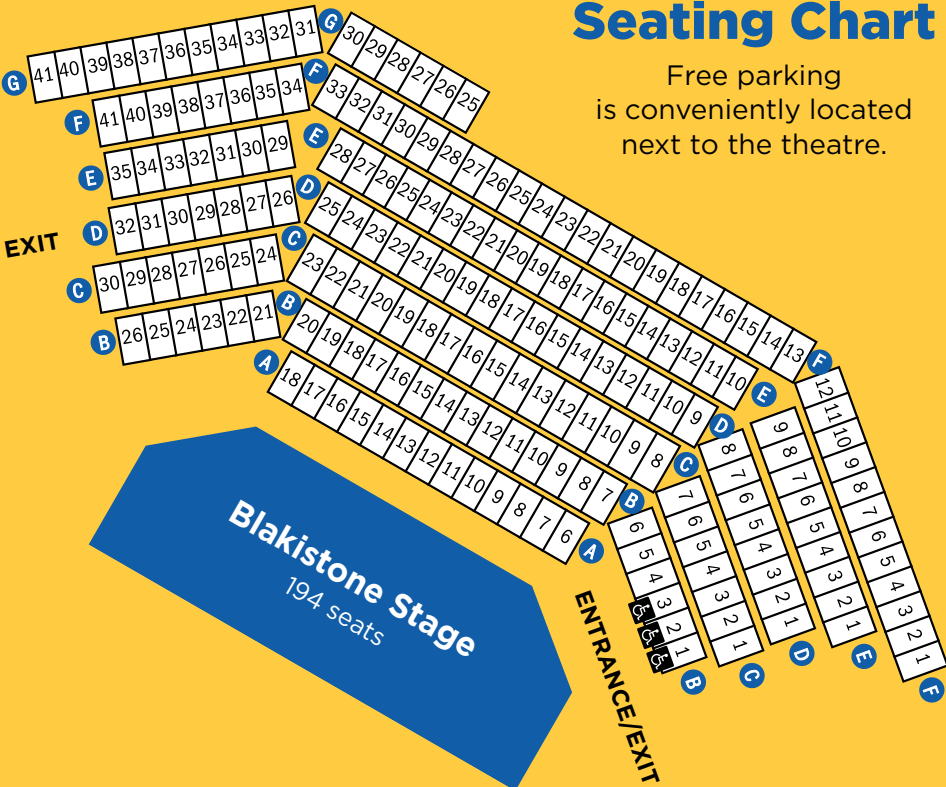 Seating Chart
Free parking
is conveniently located
next to the theatre.
G 41 40 39 38 37 36 35 34 33 32 31 G 30 29 28 27 26 25
F 41 40 39 38 37 36 35 34 F 33 32 31 30 29 28 27 26 25 24 23 22 21 20 19 18 17 16 15 14 13 F 12 11 10 9 8 7 6 5 4 3 2 1 F
E 35 34 33 32 31 30 29 E 28 27 26 25 24 23 22 21 20 19 18 17 16 15 14 13 12 11 10 E 9 8 7 6 5 4 3 2 1 E
D 32 31 30 29 28 27 26 D 25 24 23 22 21 20 19 18 17 16 15 14 13 12 11 10 9 D 8 7 6 5 4 3 2 1 D
EXIT
C 30 29 28 27 26 25 24 C 23 22 21 20 19 18 17 16 15 14 13 12 11 10 9 8 C 7 6 5 4 3 2 1 C
B 26 25 24 23 22 21 B 20 19 18 17 16 15 14 13 12 11 10 9 8 7 B 6 5 4 3 2 1 B
A 18 17 16 15 14 13 12 11 10 9 8 7 6 A
Blakistone Stage
194 seats
ENTRANCE/EXIT